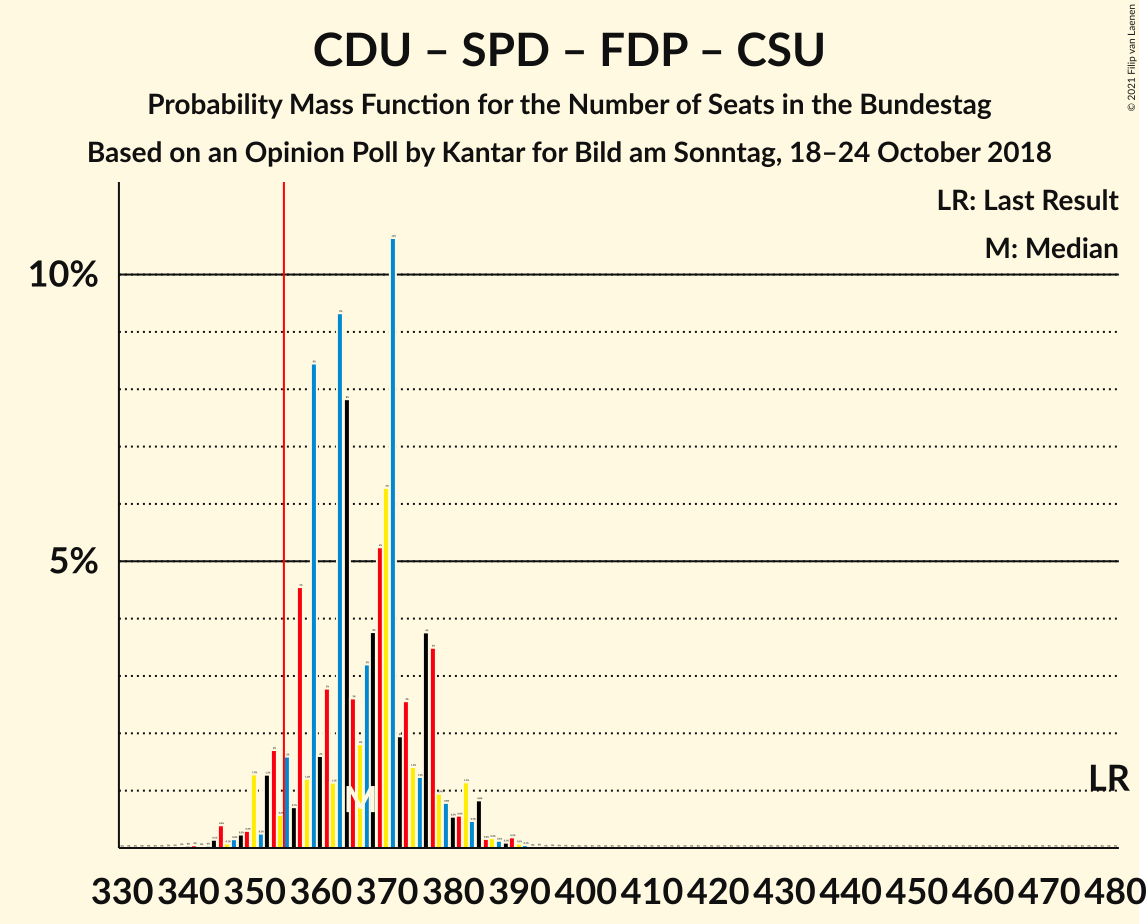 CDU – SPD – FDP – CSU
Probability Mass Function for the Number of Seats in the Bundestag
Based on an Opinion Poll by Kantar for Bild am Sonntag, 18–24 October 2018
© 2021 Filip van Laenen
LR: Last Result
M: Median
10%
5%
M
LR
330 340 350 360 370 380 390 400 410 420 430 440 450 460 470 480